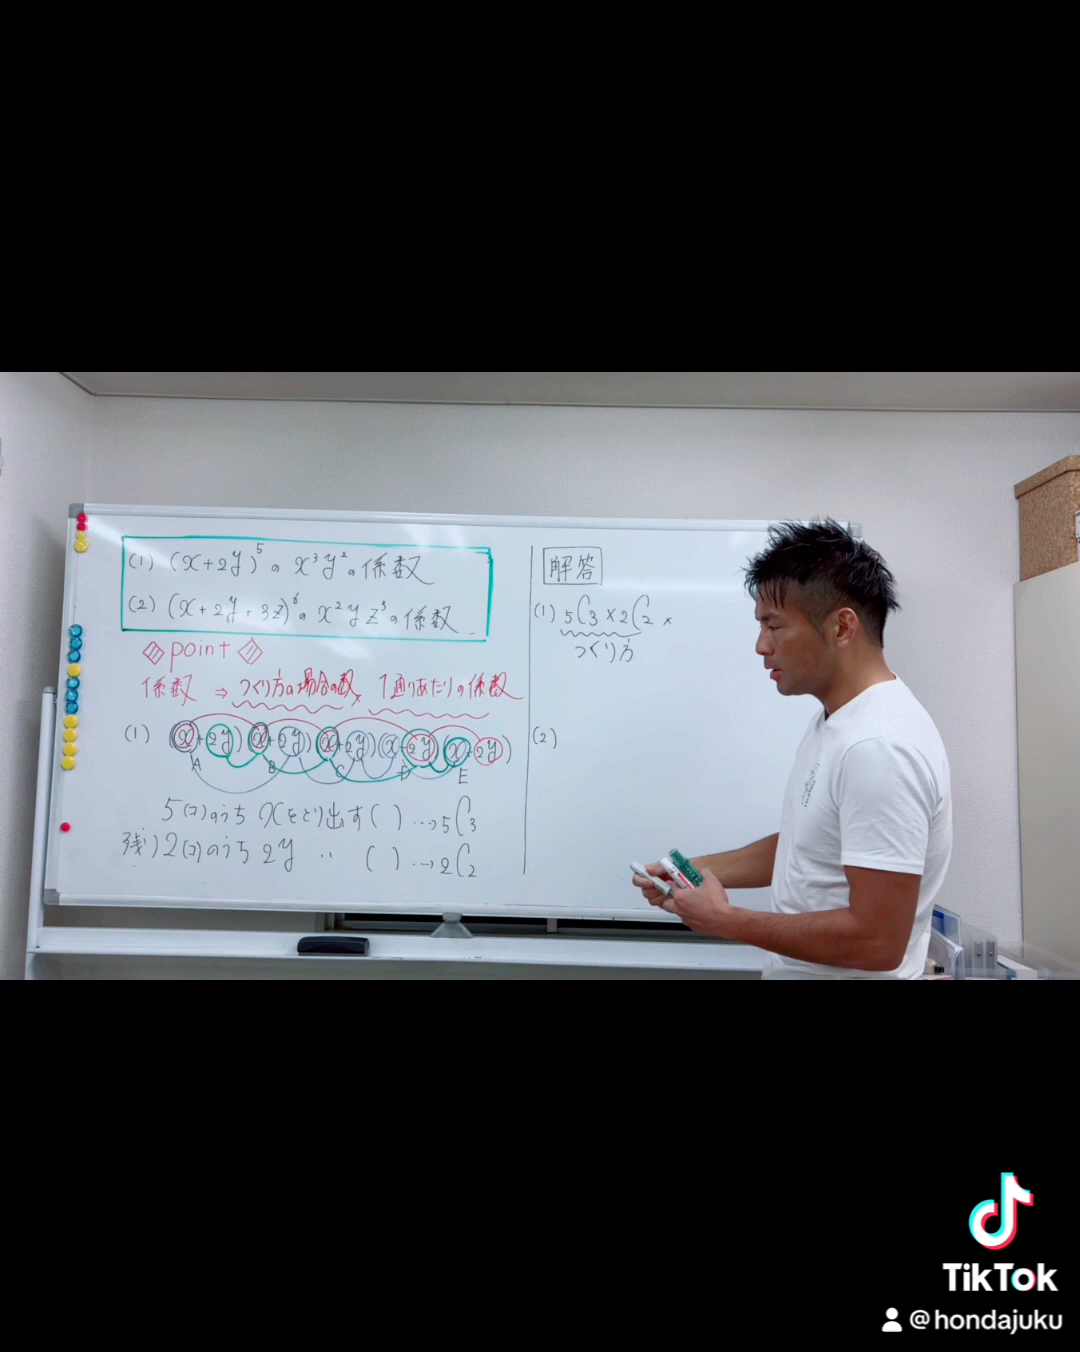 (1) (x+2y)⁵の x³y²の係数
(2) (x+2y+3z)⁶の x²yz³の係数
point
係数 ⇒ つくり方の場合の数 × 1通りあたりの係数
(1) (x+2y)(x+2y)(x+2y)(x+2y)(x+2y)
A B C D E
5コのうち xをとり出す( ) …→ 5C3
残り2コのうち 2y 〃 ( ) …→ 2C2
解答
(1) 5C3 × 2C2 ×
つくり方
(2)
TikTok
@hondajuku